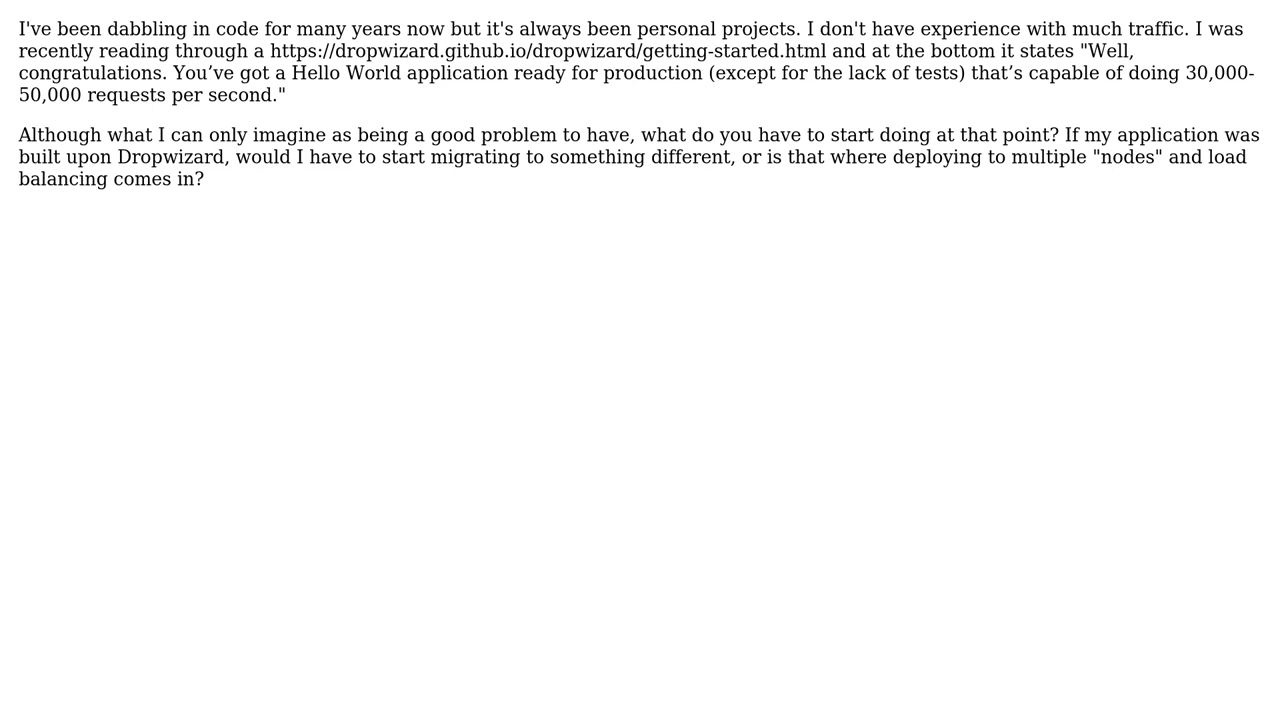 I've been dabbling in code for many years now but it's always been personal projects. I don't have experience with much traffic. I was
recently reading through a https://dropwizard.github.io/dropwizard/getting-started.html and at the bottom it states "Well,
congratulations. You’ve got a Hello World application ready for production (except for the lack of tests) that’s capable of doing 30,000-
50,000 requests per second."
Although what I can only imagine as being a good problem to have, what do you have to start doing at that point? If my application was
built upon Dropwizard, would I have to start migrating to something different, or is that where deploying to multiple "nodes" and load
balancing comes in?